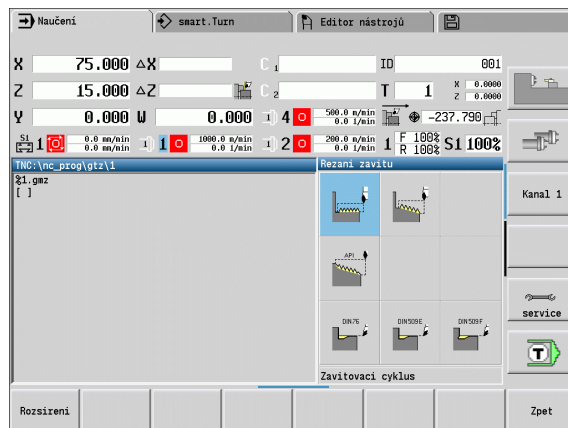 Naučení
smart.Turn
Editor nástrojů
X 75.000 △X C 1 ID 001
Z 15.000 △Z C 2 T 1 X 0.0000 Z 0.0000
Y 0.000 W 0.000 4 500.0 m/min 0.0 1/min -237.790
S1 1 0.0 mm/min 0.0 mm/min 1 1000.0 m/min 0.0 1/min 2 200.0 m/min 0.0 1/min 1 F 100% R 100% S1 100%
TNC:\nc_prog\gtz\1
Rezani zavitu
%1.gmz
[ ]
Kanal 1
API
service
DIN76 DIN509E DIN509F
T
Zavitovaci cyklus
Rozsireni
Zpet